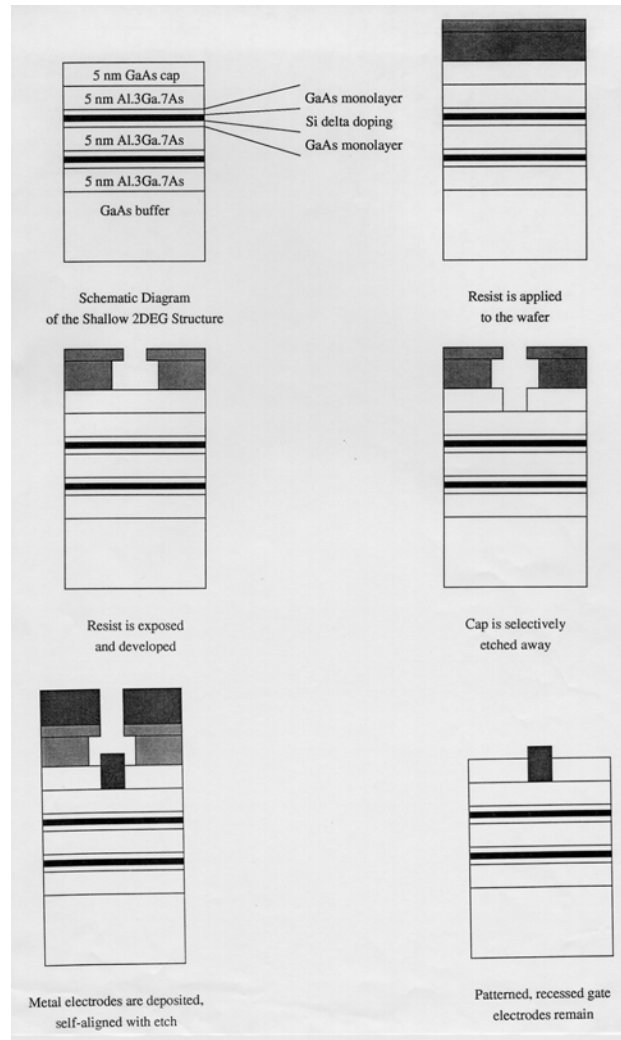 5 nm GaAs cap
5 nm Al.3Ga.7As
5 nm Al.3Ga.7As
5 nm Al.3Ga.7As
GaAs buffer
GaAs monolayer
Si delta doping
GaAs monolayer
Schematic Diagram
of the Shallow 2DEG Structure
Resist is applied
to the wafer
Resist is exposed
and developed
Cap is selectively
etched away
Metal electrodes are deposited,
self-aligned with etch
Patterned, recessed gate
electrodes remain